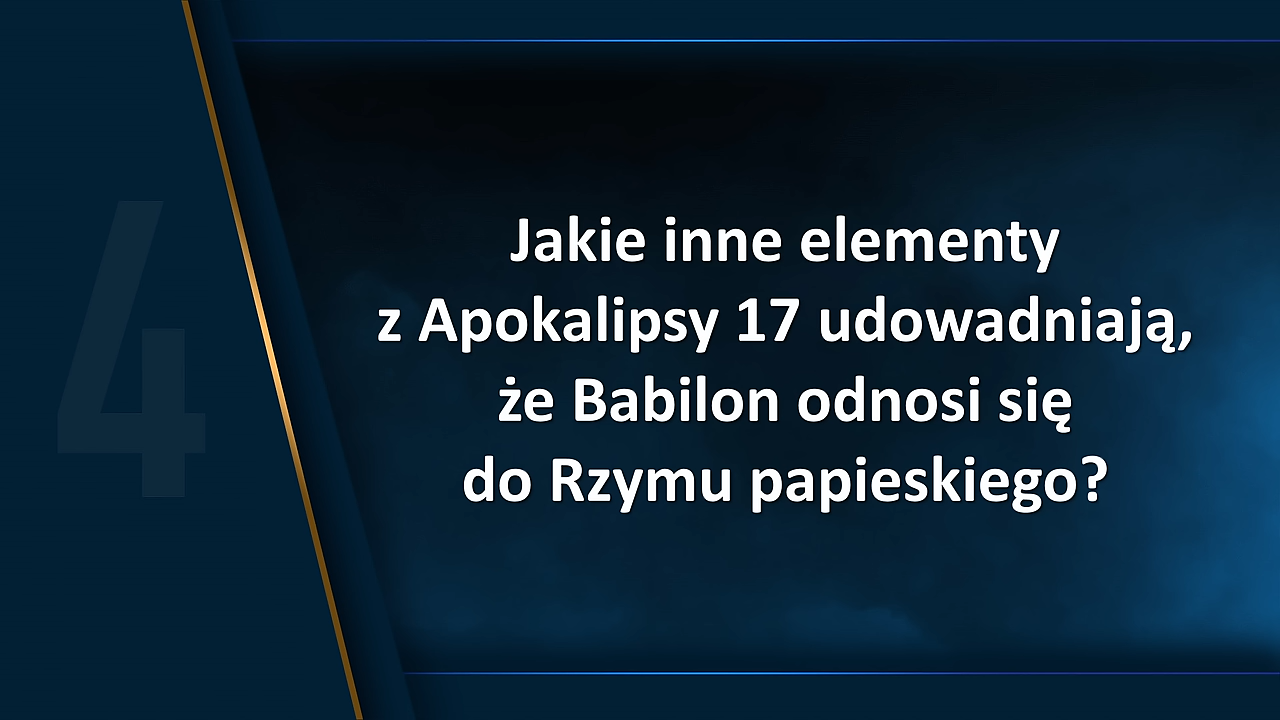 4
Jakie inne elementy
z Apokalipsy 17 udowadniają,
że Babilon odnosi się
do Rzymu papieskiego?